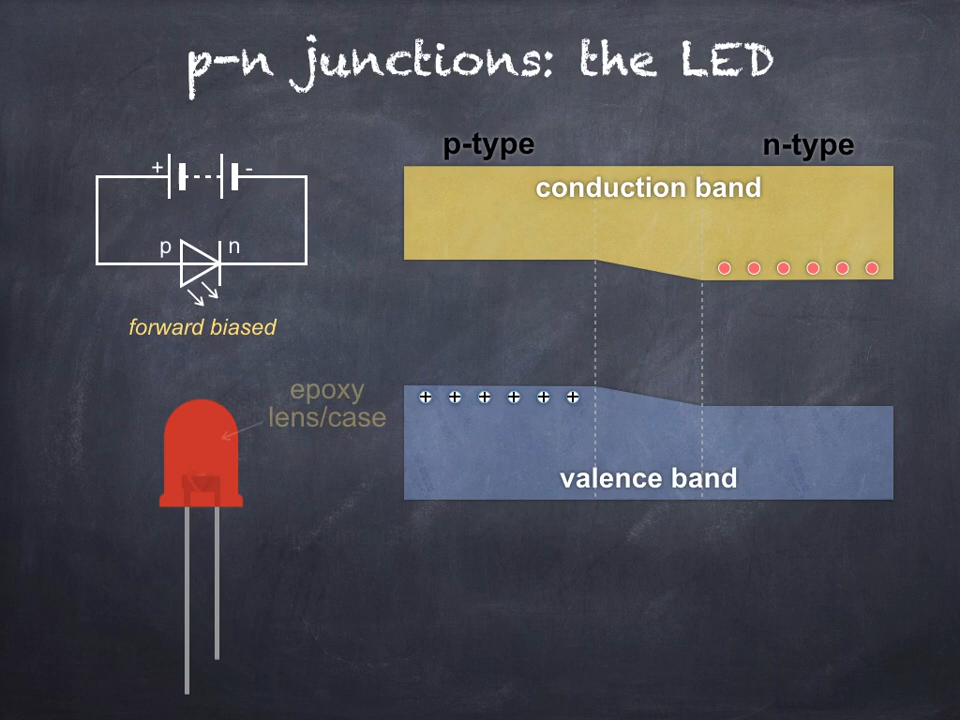 p-n junctions: the LED
p-type
n-type
+
-
conduction band
p
n
forward biased
epoxy
lens/case
+ + + + + +
valence band